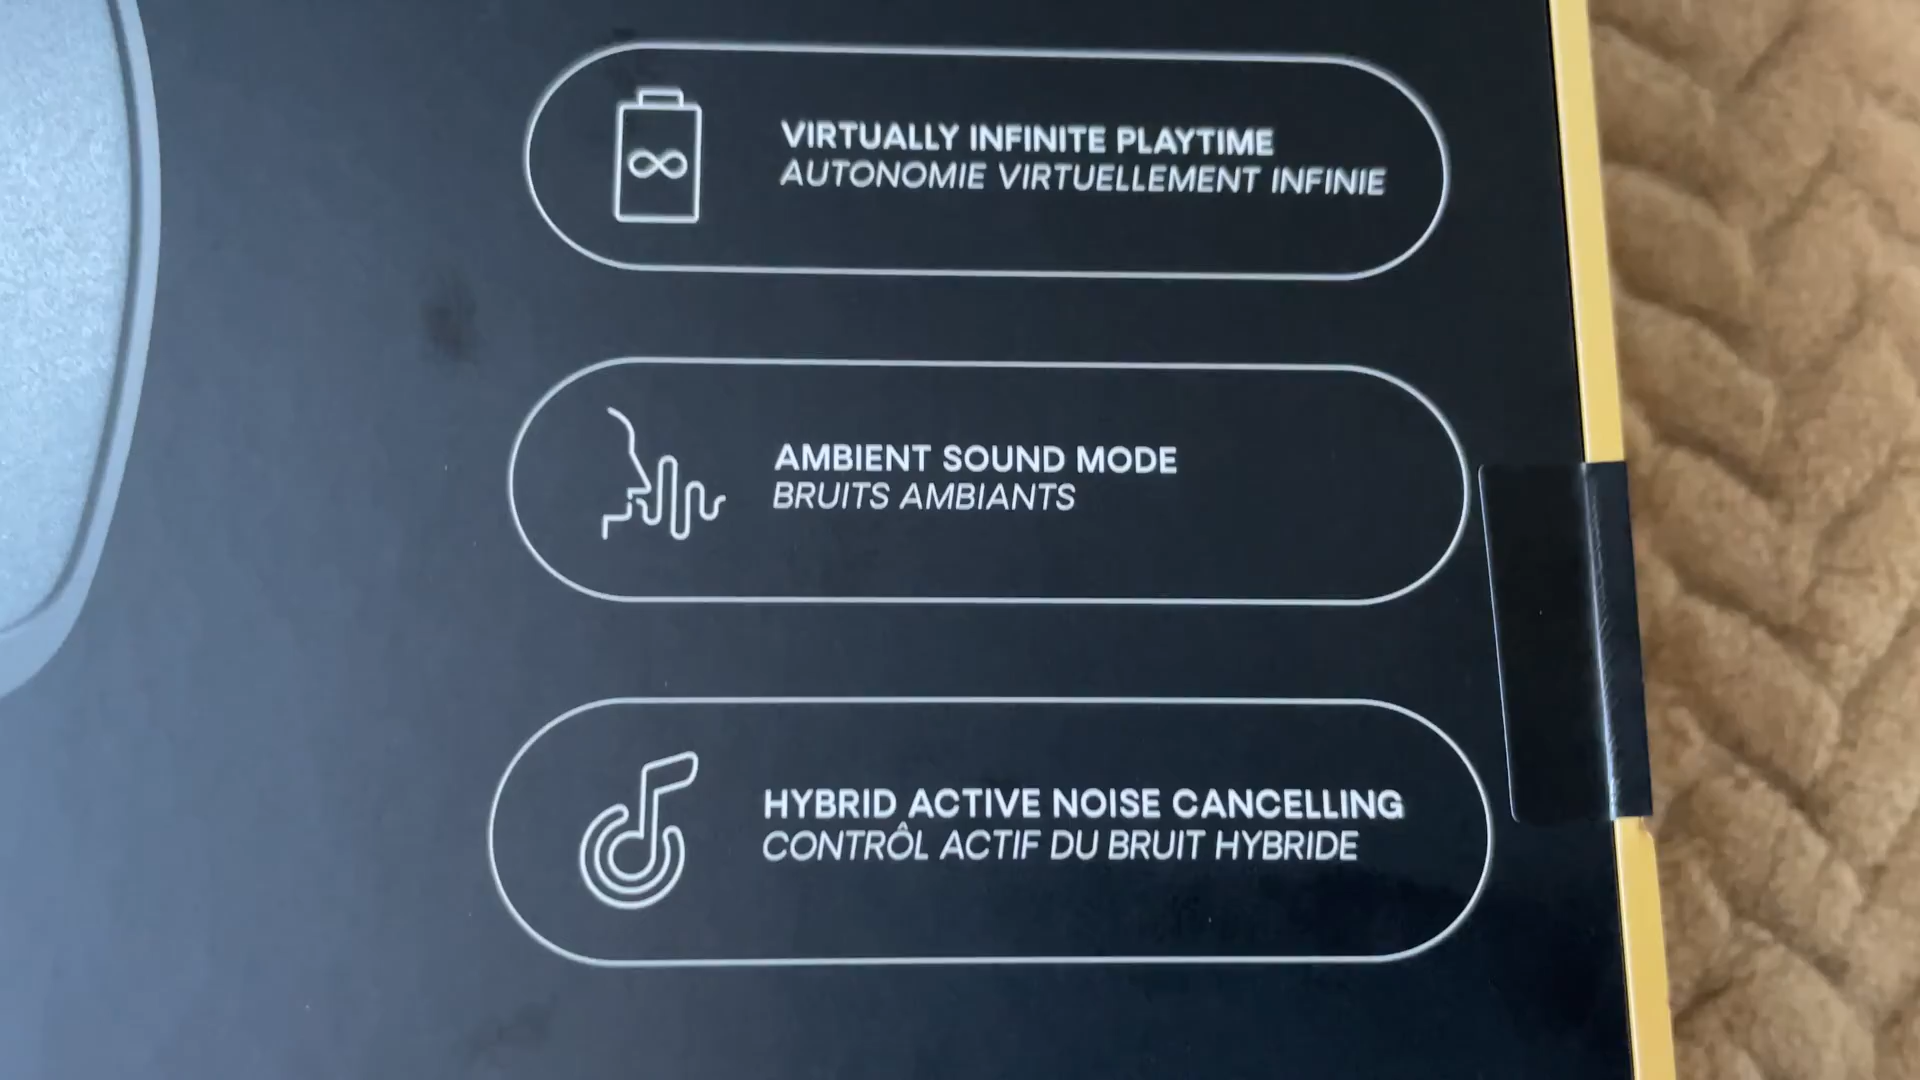 VIRTUALLY INFINITE PLAYTIME
AUTONOMIE VIRTUELLEMENT INFINIE
AMBIENT SOUND MODE
BRUITS AMBIANTS
HYBRID ACTIVE NOISE CANCELLING
CONTRÔL ACTIF DU BRUIT HYBRIDE